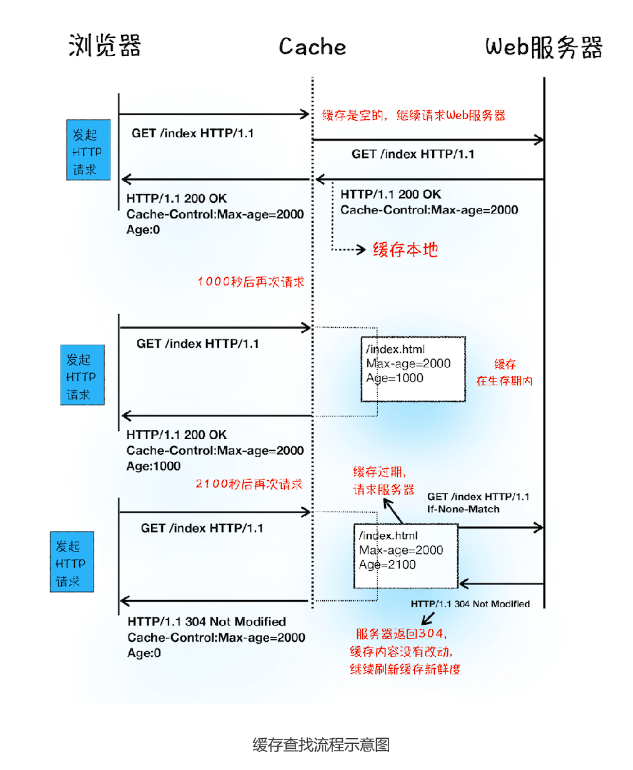 浏览器
Cache
Web服务器
缓存是空的，继续请求Web服务器
发起
HTTP
请求
GET /index HTTP/1.1
GET /index HTTP/1.1
HTTP/1.1 200 OK
Cache-Control:Max-age=2000
Age:0
HTTP/1.1 200 OK
Cache-Control:Max-age=2000
缓存本地
1000秒后再次请求
发起
HTTP
请求
GET /index HTTP/1.1
/index.html
Max-age=2000
Age=1000
缓存
在生存期内
HTTP/1.1 200 OK
Cache-Control:Max-age=2000
Age:1000
2100秒后再次请求
缓存过期，
请求服务器
GET /index HTTP/1.1
If-None-Match
发起
HTTP
请求
GET /index HTTP/1.1
/index.html
Max-age=2000
Age=2100
HTTP/1.1 304 Not Modified
HTTP/1.1 304 Not Modified
Cache-Control:Max-age=2000
Age:0
服务器返回304，
缓存内容没有改动，
继续刷新缓存新鲜度
缓存查找流程示意图